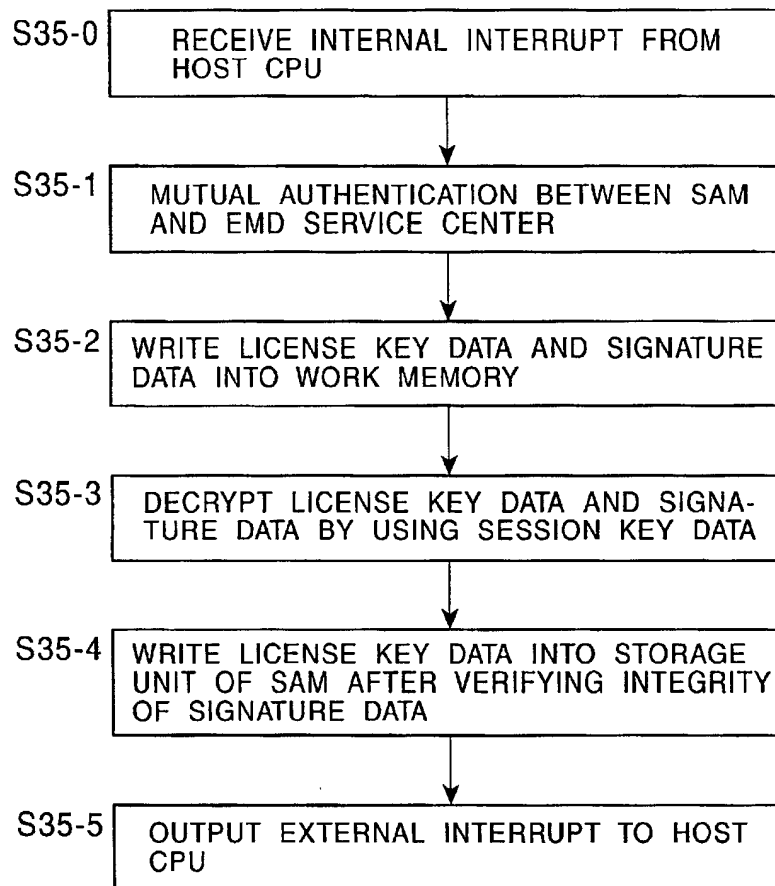 S35-0
RECEIVE INTERNAL INTERRUPT FROM
HOST CPU
S35-1
MUTUAL AUTHENTICATION BETWEEN SAM
AND EMD SERVICE CENTER
S35-2
WRITE LICENSE KEY DATA AND SIGNATURE
DATA INTO WORK MEMORY
S35-3
DECRYPT LICENSE KEY DATA AND SIGNA-
TURE DATA BY USING SESSION KEY DATA
S35-4
WRITE LICENSE KEY DATA INTO STORAGE
UNIT OF SAM AFTER VERIFYING INTEGRITY
OF SIGNATURE DATA
S35-5
OUTPUT EXTERNAL INTERRUPT TO HOST
CPU